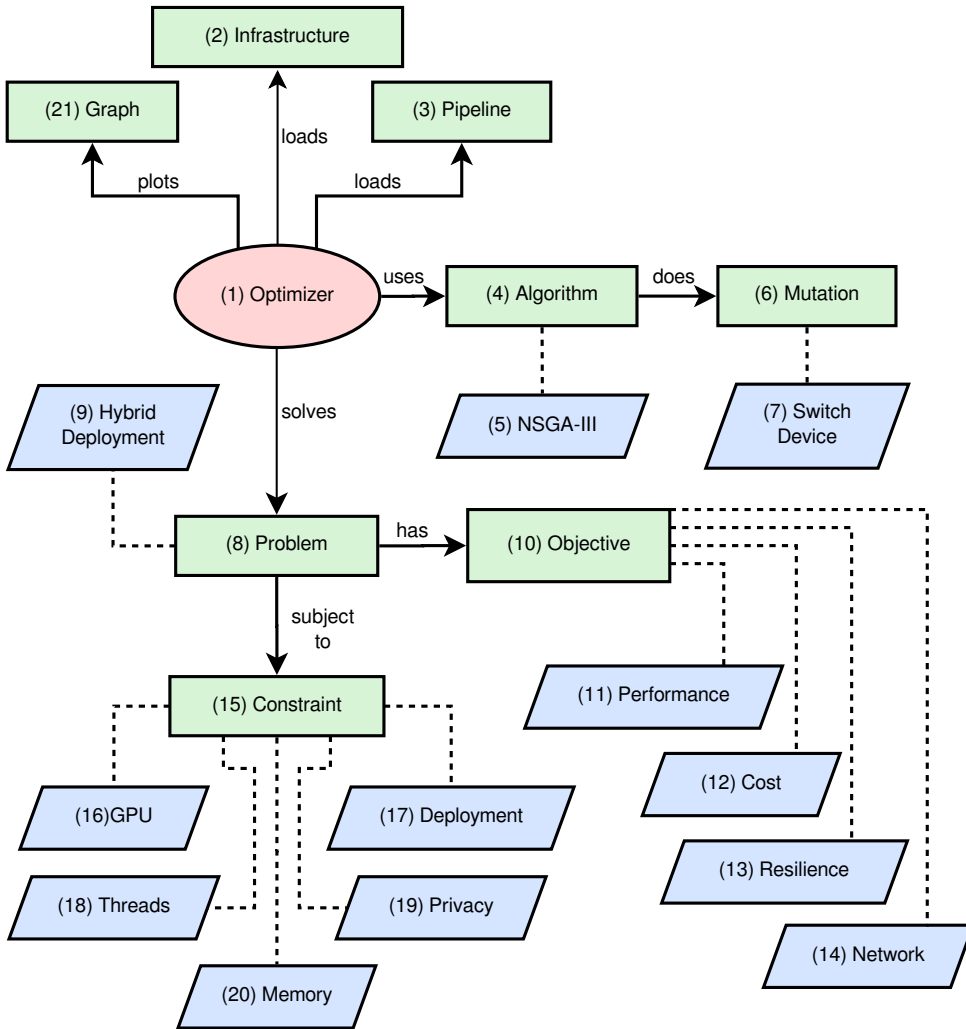 (2) Infrastructure
(21) Graph
(3) Pipeline
loads
plots
loads
(1) Optimizer
uses
(4) Algorithm
does
(6) Mutation
(9) Hybrid
Deployment
solves
(5) NSGA-III
(7) Switch
Device
(8) Problem
has
(10) Objective
subject
to
(15) Constraint
(11) Performance
(12) Cost
(16)GPU
(17) Deployment
(13) Resilience
(18) Threads
(19) Privacy
(14) Network
(20) Memory